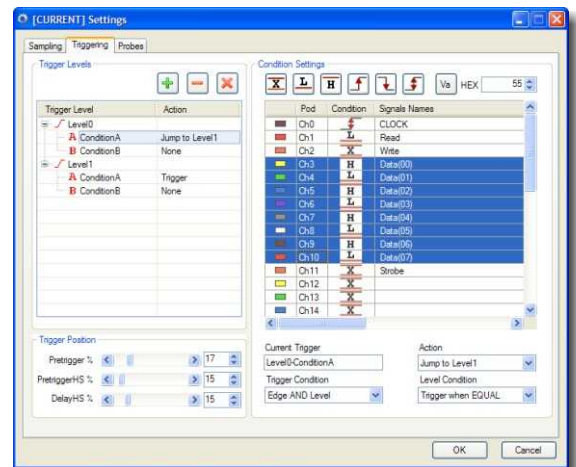 [CURRENT] Settings
Sampling Triggering Probes
Trigger Levels
Trigger Level Action
Level0
A ConditionA Jump to Level1
B ConditionB None
Level1
A ConditionA Trigger
B ConditionB None
Trigger Position
Pretrigger % 17
PretriggerHS % 15
DelayHS % 15
Condition Settings
X L H Va HEX 55
Pod Condition Signals Names
Ch0 CLOCK
Ch1 L Read
Ch2 X Write
Ch3 H Data(00)
Ch4 L Data(01)
Ch5 H Data(02)
Ch6 L Data(03)
Ch7 H Data(04)
Ch8 L Data(05)
Ch9 H Data(06)
Ch10 L Data(07)
Ch11 X Strobe
Ch12 X
Ch13 X
Ch14 X
Current Trigger Action
Level0-ConditionA Jump to Level1
Trigger Condition Level Condition
Edge AND Level Trigger when EQUAL
OK Cancel